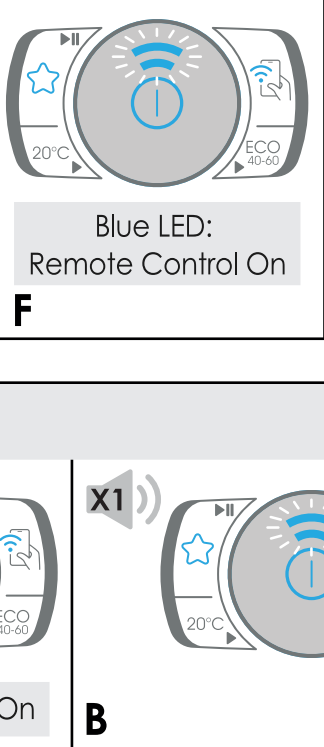 20°C
ECO
40-60
Blue LED:
Remote Control On
F
ECO
40-60
On
X1
20°C
B